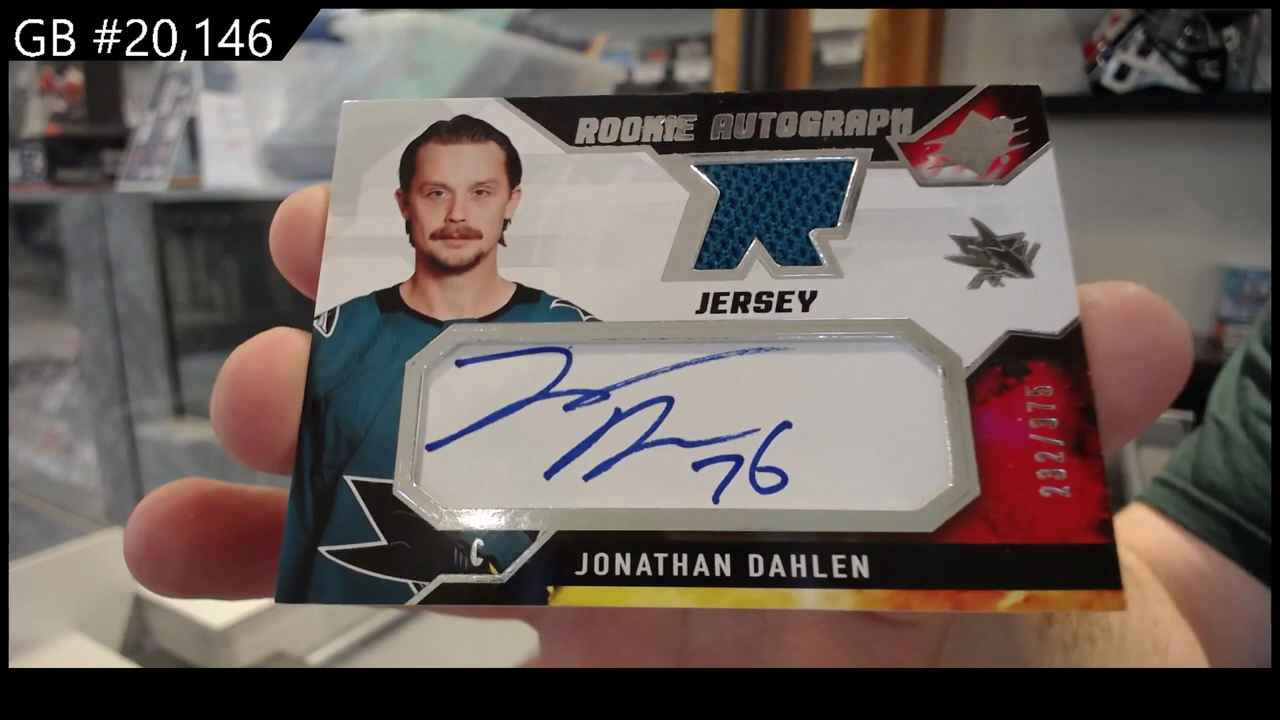 GB #20,146
ROOKIE AUTOGRAPH
JERSEY
76
232/375
C
JONATHAN DAHLEN